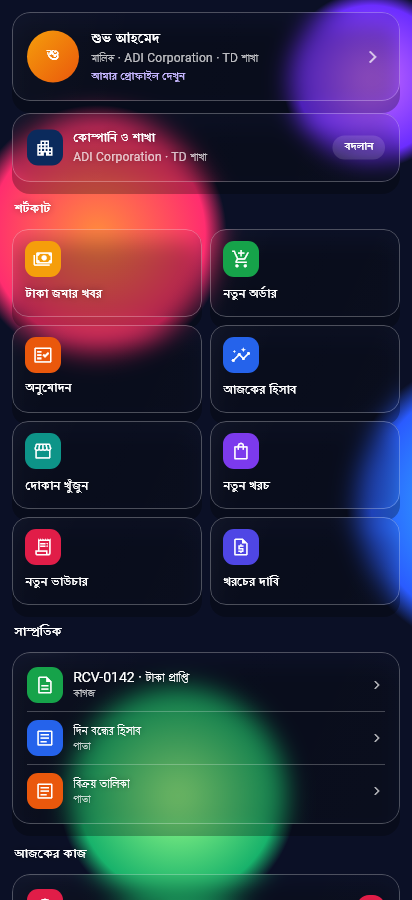 শু
শুভ আহমেদ
মালিক · ADI Corporation · TD শাখা
আমার প্রোফাইল দেখুন
কোম্পানি ও শাখা
ADI Corporation · TD শাখা
বদলান
শর্টকাট
টাকা জমার খবর
নতুন অর্ডার
অনুমোদন
আজকের হিসাব
দোকান খুঁজুন
নতুন খরচ
নতুন ভাউচার
খরচের দাবি
সাম্প্রতিক
RCV-0142 · টাকা প্রাপ্তি
কাগজ
দিন বন্ধের হিসাব
পাতা
বিক্রয় তালিকা
পাতা
আজকের কাজ